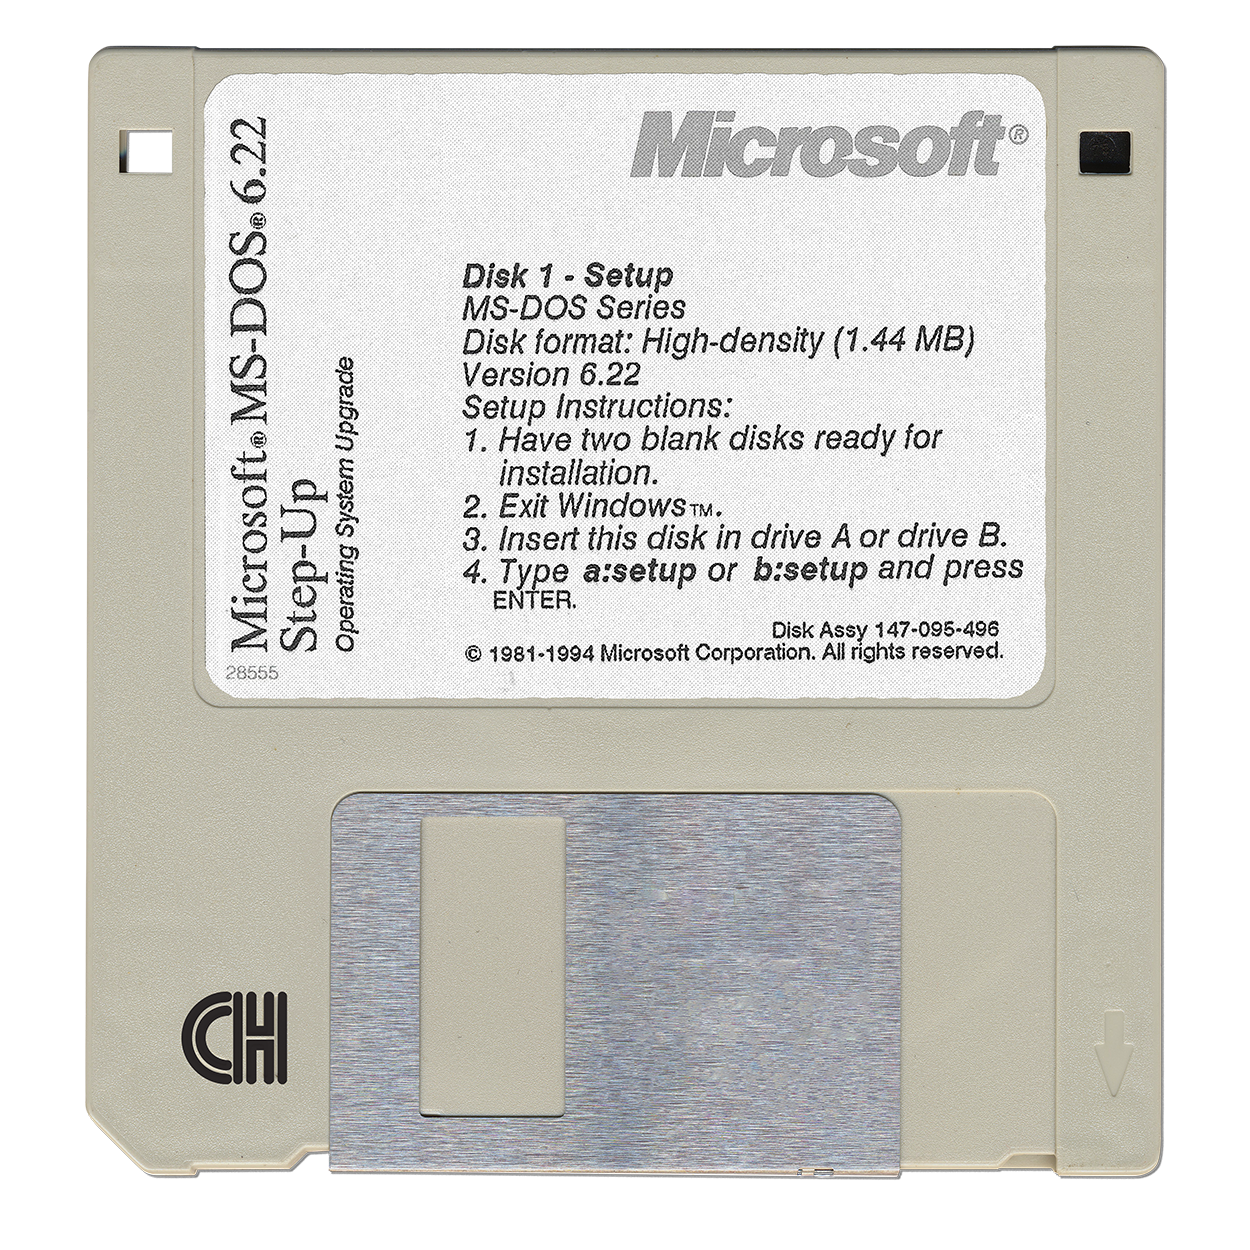 Microsoft® MS-DOS® 6.22
Step-Up
Operating System Upgrade
28555
Microsoft®
Disk 1 - Setup
MS-DOS Series
Disk format: High-density (1.44 MB)
Version 6.22
Setup Instructions:
1. Have two blank disks ready for
installation.
2. Exit Windows™.
3. Insert this disk in drive A or drive B.
4. Type a:setup or b:setup and press
ENTER.
Disk Assy 147-095-496
© 1981-1994 Microsoft Corporation. All rights reserved.
CH